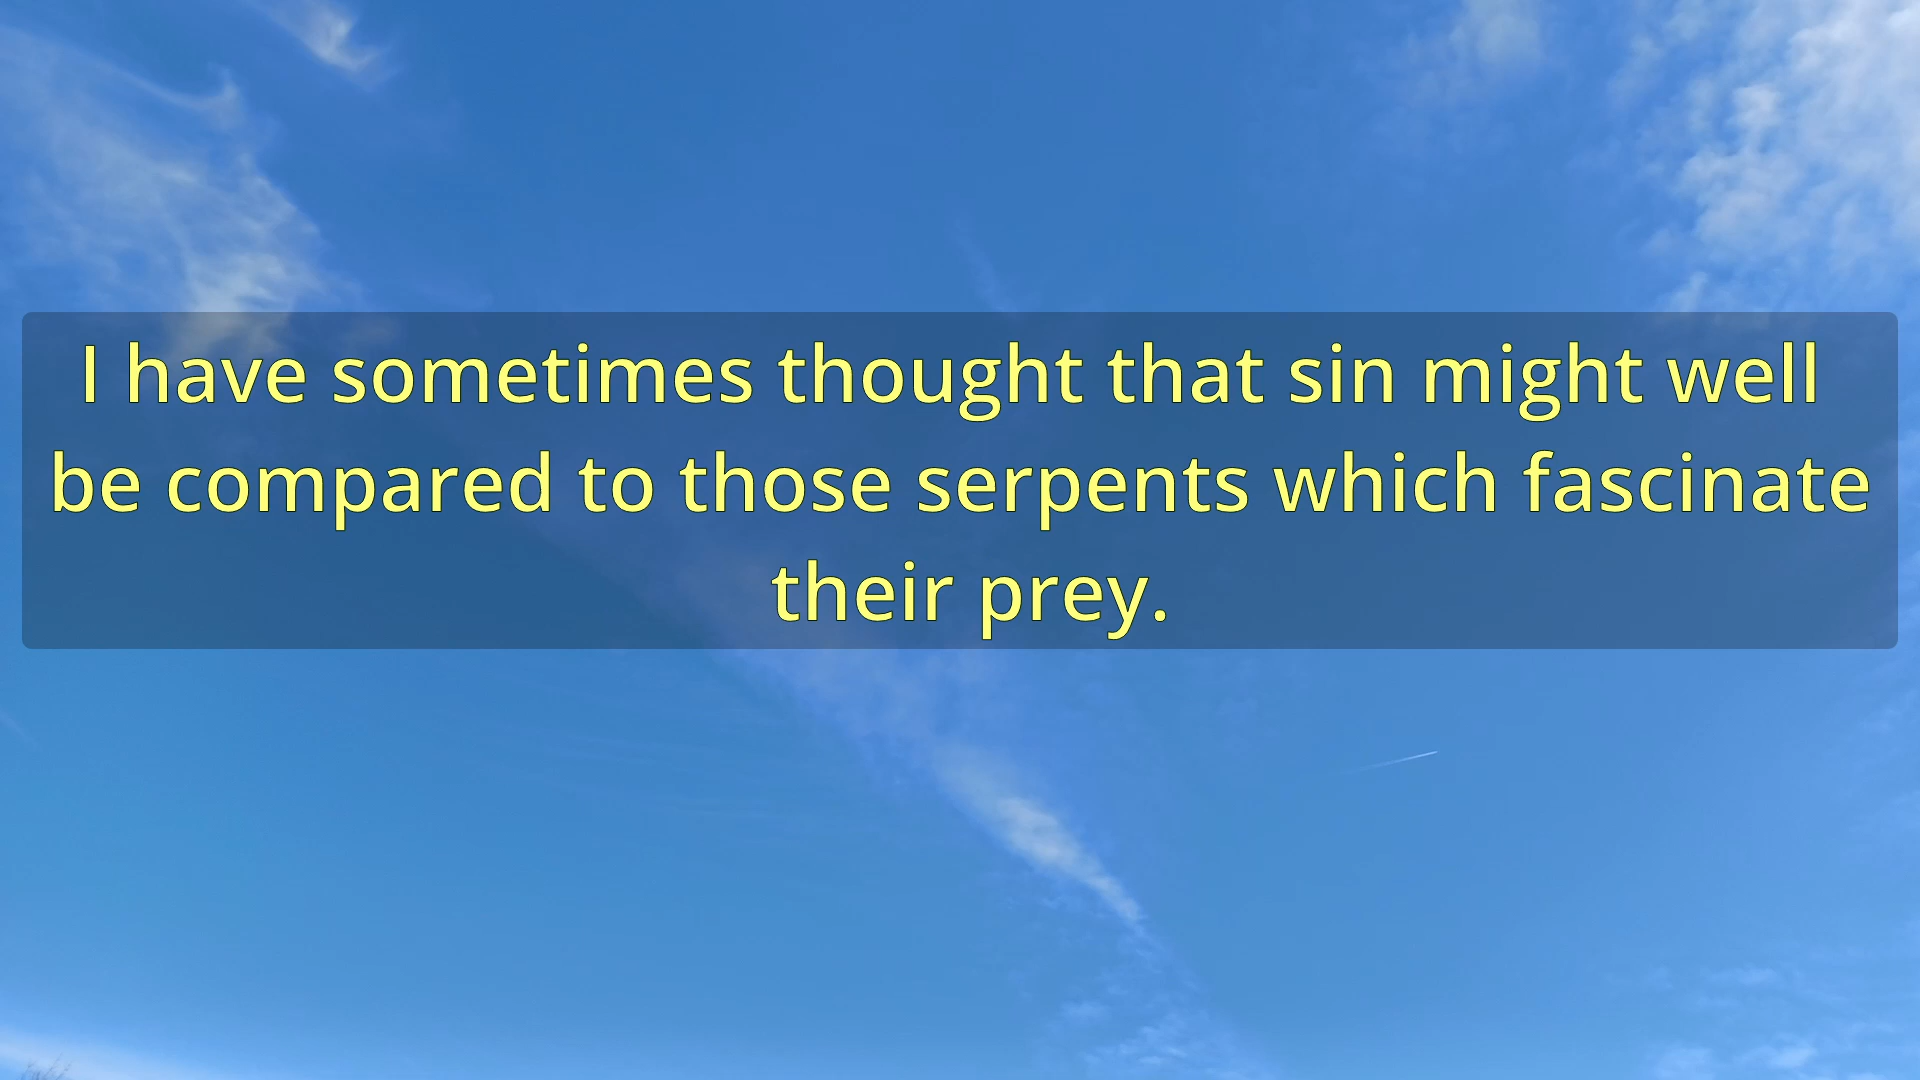 I have sometimes thought that sin might well
be compared to those serpents which fascinate
their prey.